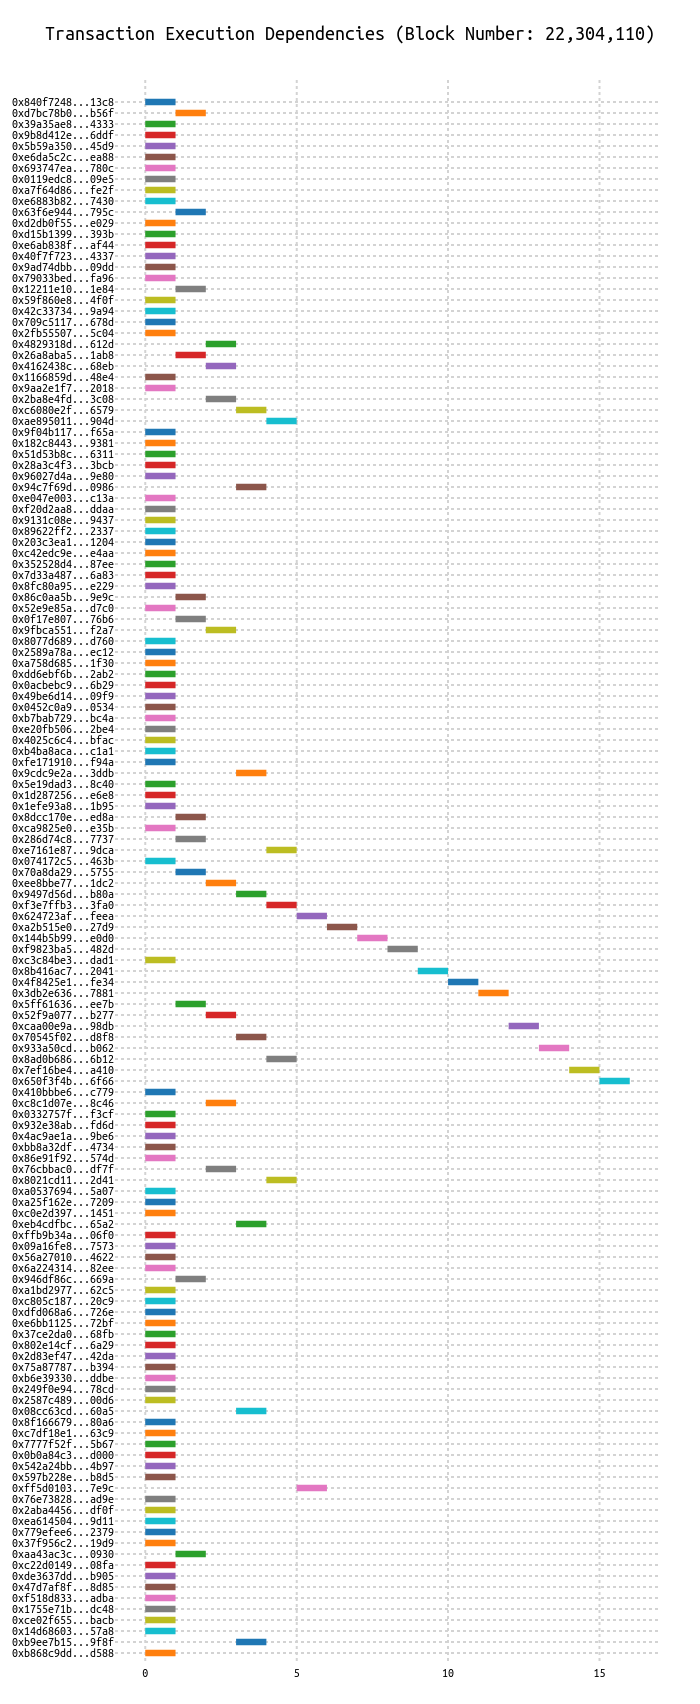 Transaction Execution Dependencies (Block Number: 22,304,110)
0x840f7248...13c8
0xd7bc78b0...b56f
0x39a35ae8...4333
0x9b8d412e...6ddf
0x5b59a350...45d9
0xe6da5c2c...ea88
0x693747ea...780c
0x0119edc8...09e5
0xa7f64d86...fe2f
0xe6883b82...7430
0x63f6e944...795c
0xd2db0f55...e029
0xd15b1399...393b
0xe6ab838f...af44
0x40f7f723...4337
0x9ad74dbb...09dd
0x79033bed...fa96
0x12211e10...1e84
0x59f860e8...4f0f
0x42c33734...9a94
0x709c5117...678d
0x2fb55507...5c04
0x4829318d...612d
0x26a8aba5...1ab8
0x4162438c...68eb
0x1166859d...48e4
0x9aa2e1f7...2018
0x2ba8e4fd...3c08
0xc6080e2f...6579
0xae895011...904d
0x9f04b117...f65a
0x182c8443...9381
0x51d53b8c...6311
0x28a3c4f3...3bcb
0x96027d4a...9e80
0x94c7f69d...0986
0xe047e003...c13a
0xf20d2aa8...ddaa
0x9131c08e...9437
0x89622ff2...2337
0x203c3ea1...1204
0xc42edc9e...e4aa
0x352528d4...87ee
0x7d33a487...6a83
0x8fc80a95...e229
0x86c0aa5b...9e9c
0x52e9e85a...d7c0
0x0f17e807...76b6
0x9fbca551...f2a7
0x8077d689...d760
0x2589a78a...ec12
0xa758d685...1f30
0xdd6ebf6b...2ab2
0x0acbebc9...6b29
0x49be6d14...09f9
0x0452c0a9...0534
0xb7bab729...bc4a
0xe20fb506...2be4
0x4025c6c4...bfac
0xb4ba8aca...c1a1
0xfe171910...f94a
0x9cdc9e2a...3ddb
0x5e19dad3...8c40
0x1d287256...e6e8
0x1efe93a8...1b95
0x8dcc170e...ed8a
0xca9825e0...e35b
0x286d74c8...7737
0xe7161e87...9dca
0x074172c5...463b
0x70a8da29...5755
0xee8bbe77...1dc2
0x9497d56d...b80a
0xf3e7ffb3...3fa0
0x624723af...feea
0xa2b515e0...27d9
0x144b5b99...e0d0
0xf9823ba5...482d
0xc3c84be3...dad1
0x8b416ac7...2041
0x4f8425e1...fe34
0x3db2e636...7881
0x5ff61636...ee7b
0x52f9a077...b277
0xcaa00e9a...98db
0x70545f02...d8f8
0x933a50cd...b062
0x8ad0b686...6b12
0x7ef16be4...a410
0x650f3f4b...6f66
0x410bbbe6...c779
0xc8c1d07e...8c46
0x0332757f...f3cf
0x932e38ab...fd6d
0x4ac9ae1a...9be6
0xbb8a32df...4734
0x86e91f92...574d
0x76cbbac0...df7f
0x8021cd11...2d41
0xa0537694...5a07
0xa25f162e...7209
0xc0e2d397...1451
0xeb4cdfbc...65a2
0xffb9b34a...06f0
0x09a16fe8...7573
0x56a27010...4622
0x6a224314...82ee
0x946df86c...669a
0xa1bd2977...62c5
0xc805c187...20c9
0xdfd068a6...726e
0xe6bb1125...72bf
0x37ce2da0...68fb
0x802e14cf...6a29
0x2d83ef47...42da
0x75a87787...b394
0xb6e39330...ddbe
0x249f0e94...78cd
0x2587c489...00d6
0x08cc63cd...60a5
0x8f166679...80a6
0xc7df18e1...63c9
0x7777f52f...5b67
0x0b0a84c3...d000
0x542a24bb...4b97
0x597b228e...b8d5
0xff5d0103...7e9c
0x76e73828...ad9e
0x2aba4456...df0f
0xea614504...9d11
0x779efee6...2379
0x37f956c2...19d9
0xaa43ac3c...0930
0xc22d0149...08fa
0xde3637dd...b905
0x47d7af8f...8d85
0xf518d833...adba
0x1755e71b...dc48
0xce02f655...bacb
0x14d68603...57a8
0xb9ee7b15...9f8f
0xb868c9dd...d588
0 5 10 15